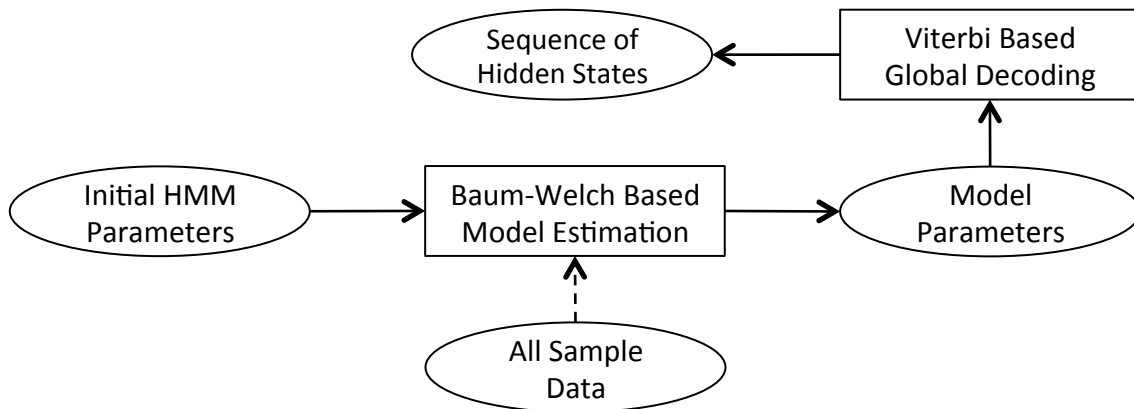 Sequence of
Hidden States
Viterbi Based
Global Decoding
Initial HMM
Parameters
Baum-Welch Based
Model Estimation
Model
Parameters
All Sample
Data